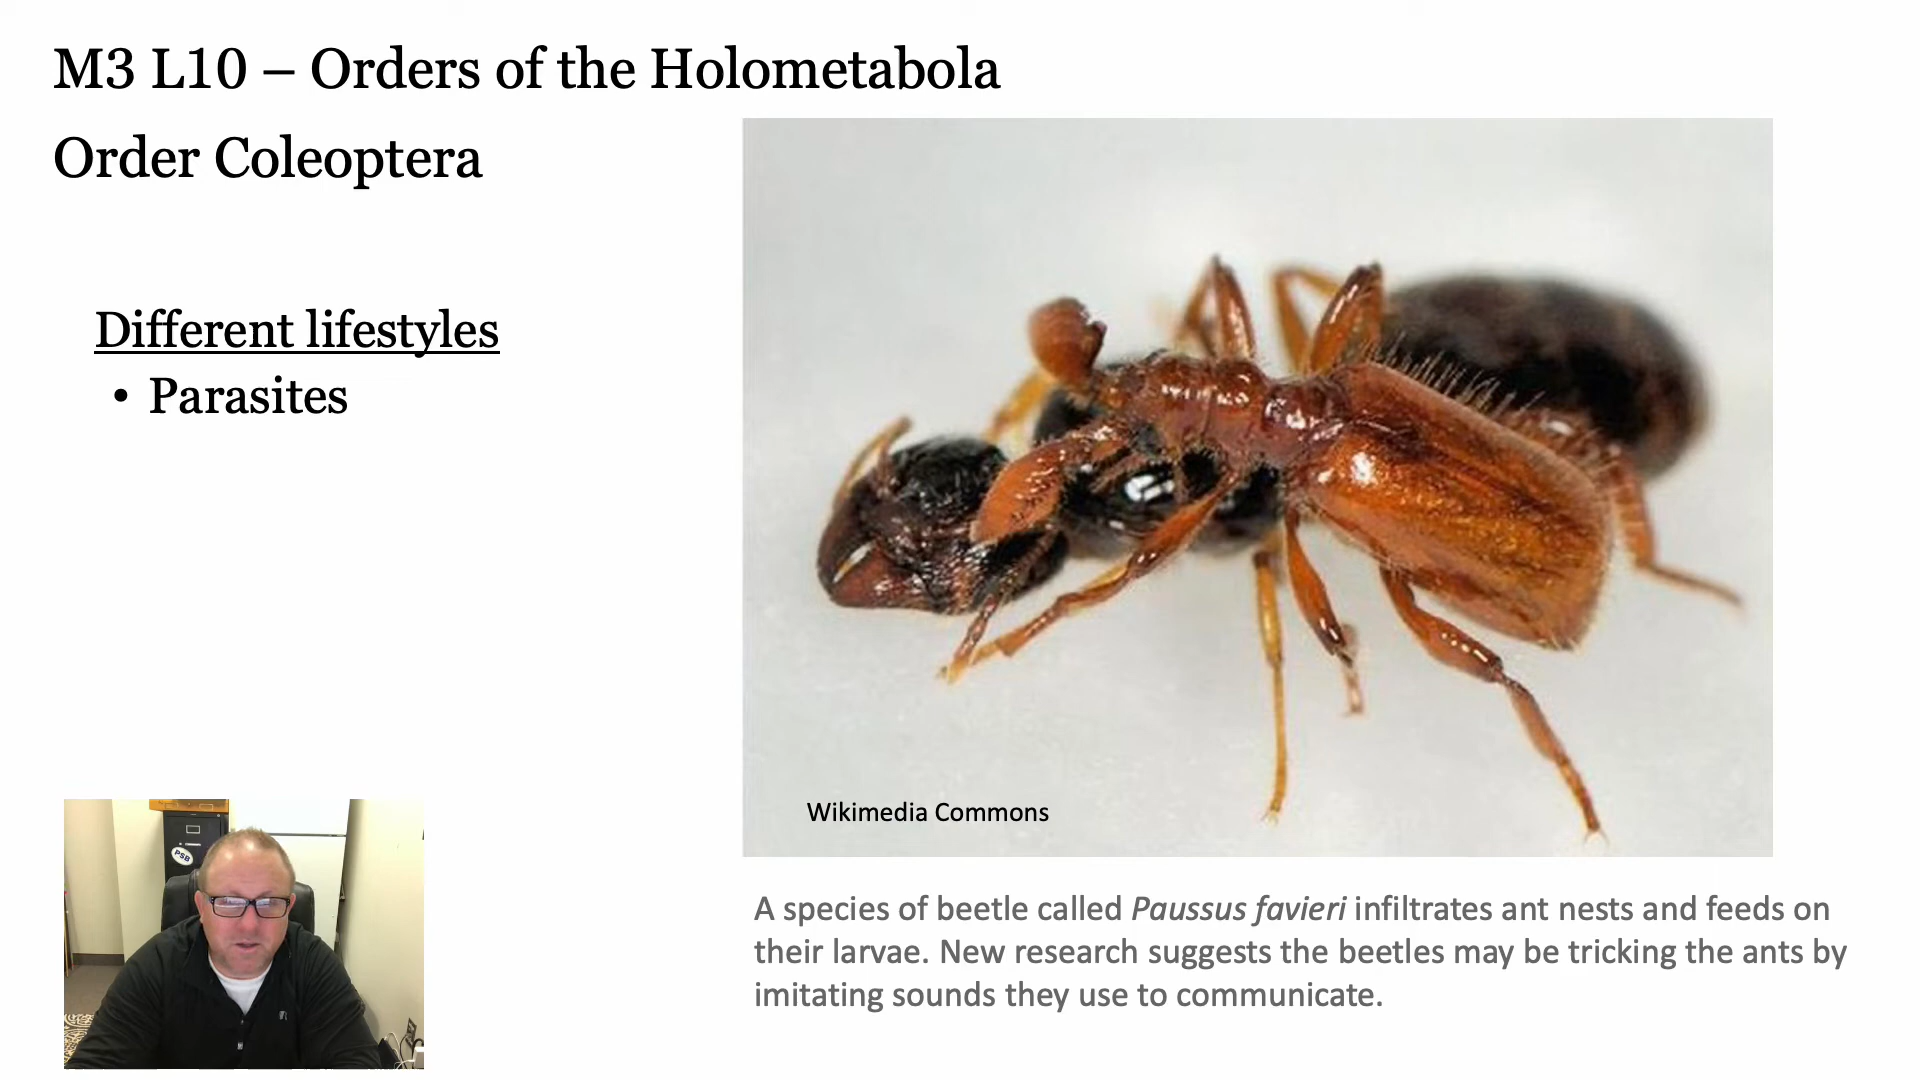 M3 L10 – Orders of the Holometabola
Order Coleoptera
Different lifestyles
• Parasites
Wikimedia Commons
A species of beetle called Paussus favieri infiltrates ant nests and feeds on
their larvae. New research suggests the beetles may be tricking the ants by
imitating sounds they use to communicate.
PSB